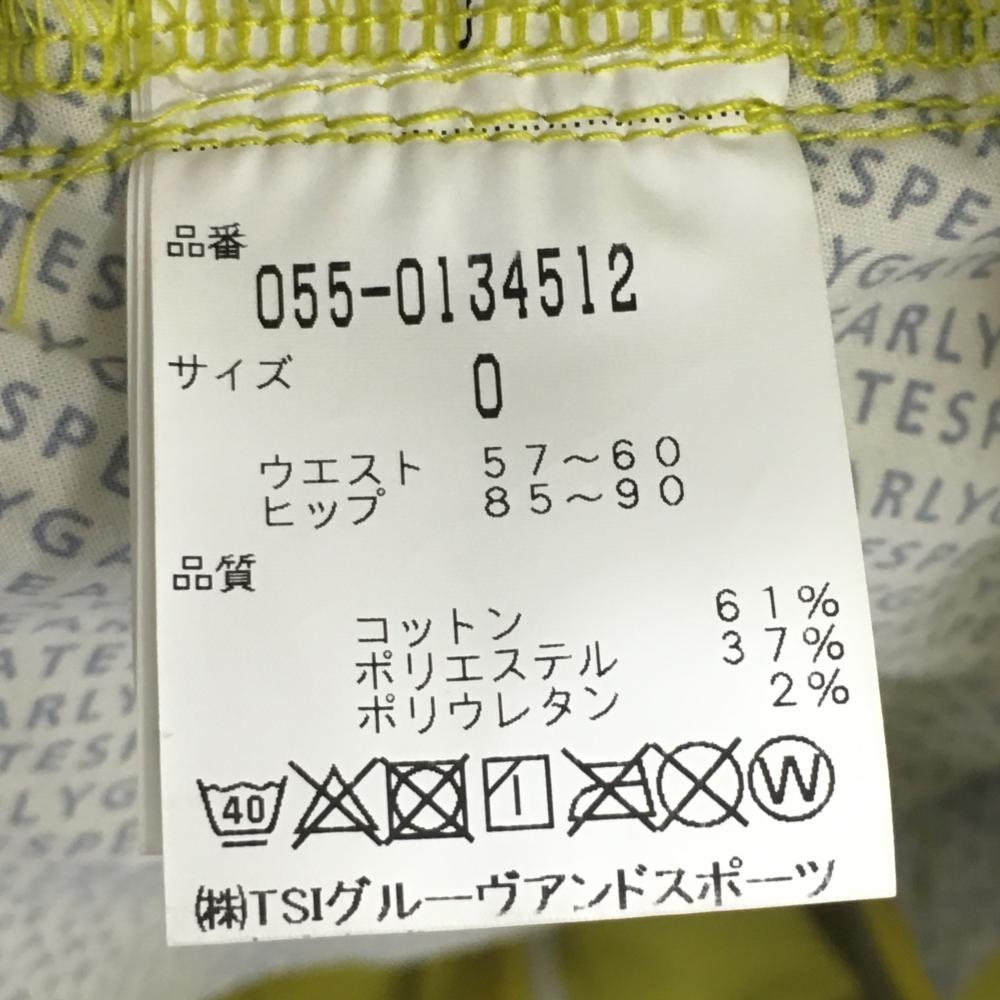 品番
055-0134512
サイズ 0
ウエスト 57～60
ヒップ 85～90
品質
コットン 61%
ポリエステル 37%
ポリウレタン 2%
40 W
㈱TSIグルーヴアンドスポーツ